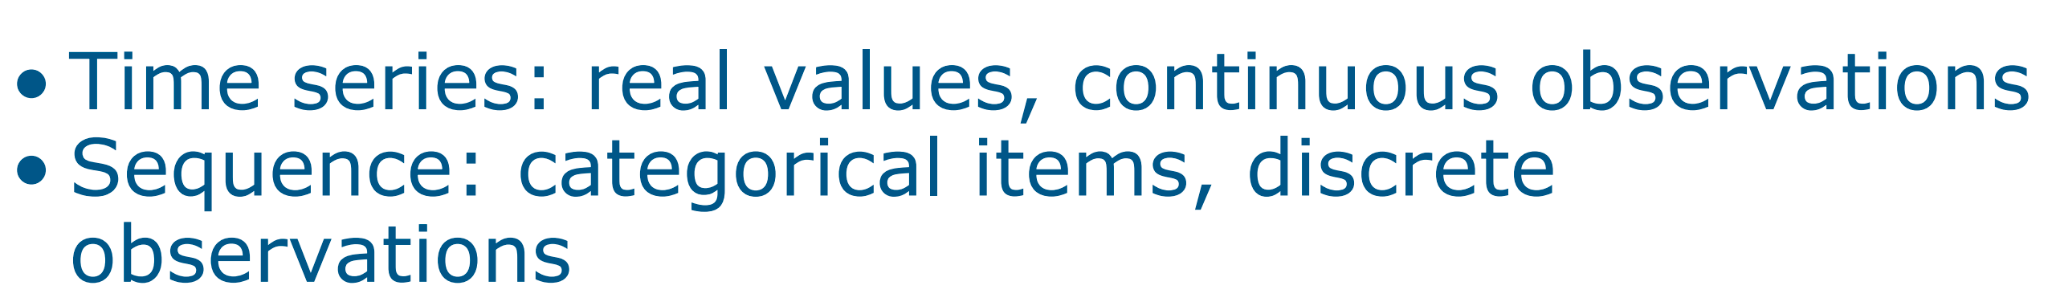 • Time series: real values, continuous observations
• Sequence: categorical items, discrete
observations